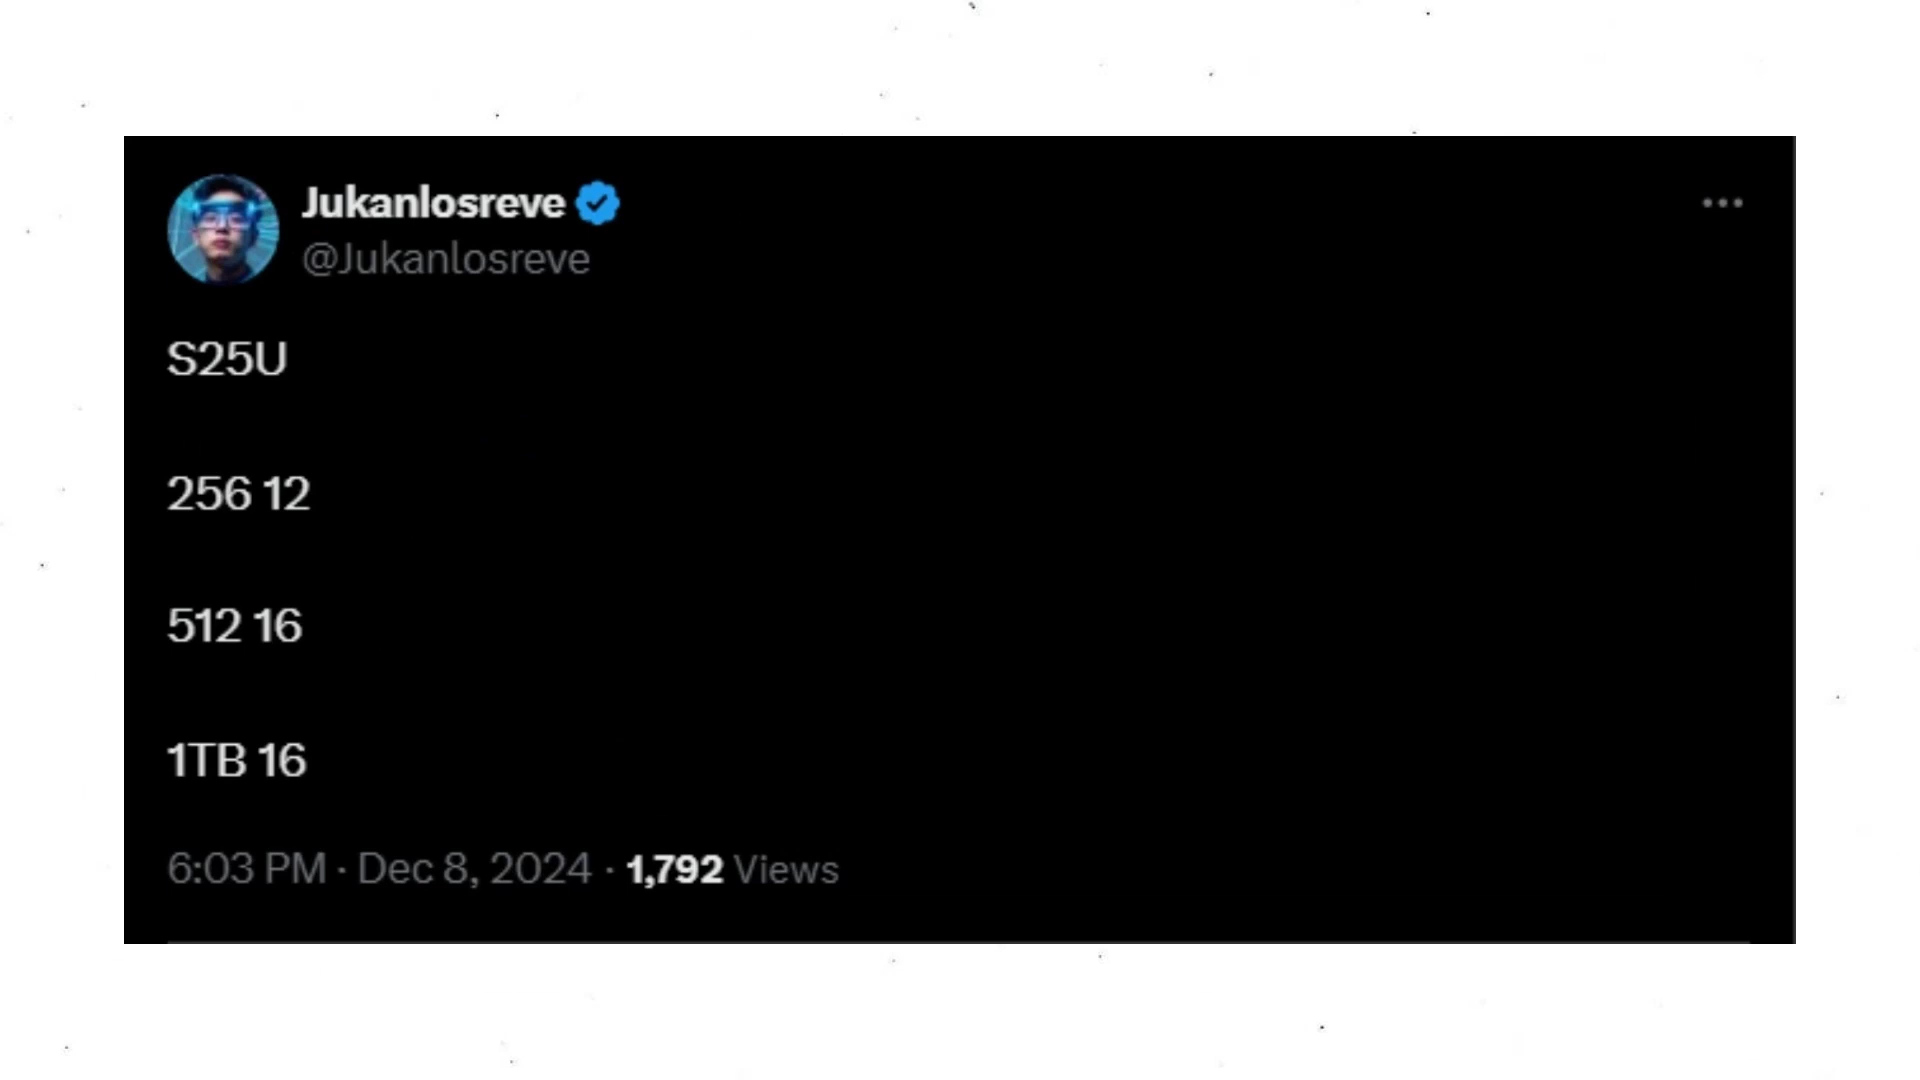 Jukanlosreve
@Jukanlosreve
S25U
256 12
512 16
1TB 16
6:03 PM · Dec 8, 2024 · 1,792 Views